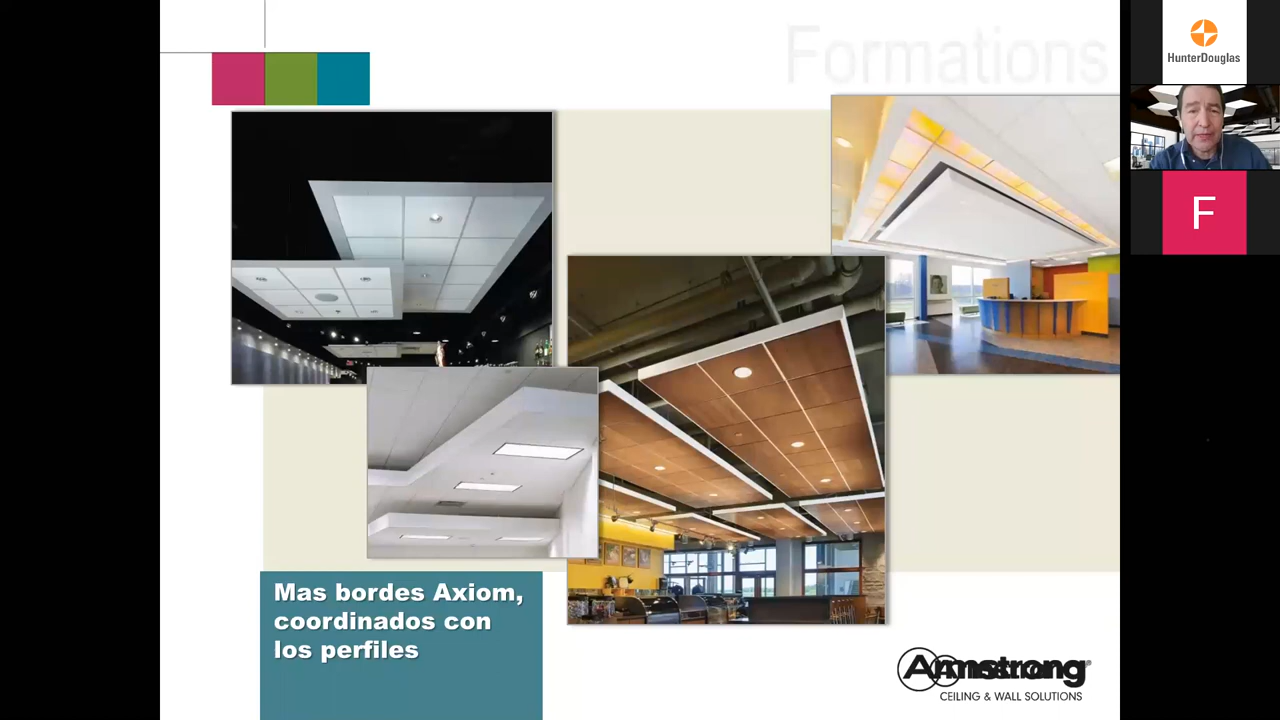 Formations
HunterDouglas
F
Mas bordes Axiom,
coordinados con
los perfiles
Armstrong
CEILING & WALL SOLUTIONS